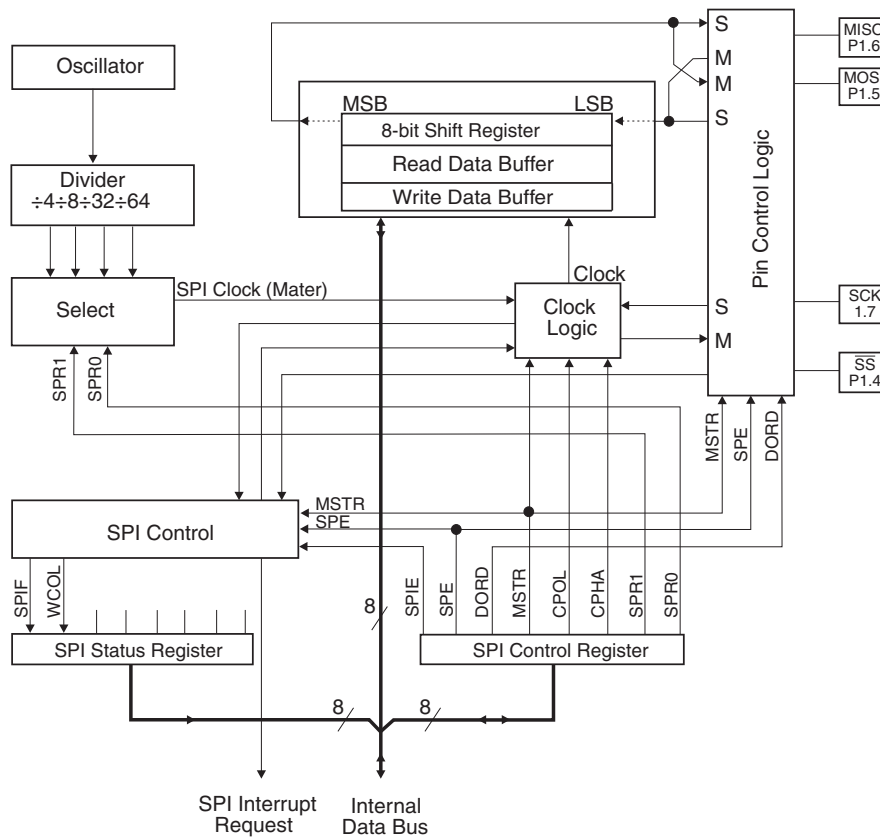 Oscillator
Divider
÷4÷8÷32÷64
Select
SPI Clock (Mater)
SPR1
SPR0
MSB
LSB
8-bit Shift Register
Read Data Buffer
Write Data Buffer
Clock
Clock
Logic
S
M
M
S
S
M
Pin Control Logic
MISO
P1.6
MOSI
P1.5
SCK
1.7
SS
P1.4
MSTR
SPE
DORD
SPI Control
MSTR
SPE
SPIF
WCOL
SPI Status Register
SPIE
SPE
DORD
MSTR
CPOL
CPHA
SPR1
SPR0
SPI Control Register
8
8
8
SPI Interrupt
Request
Internal
Data Bus